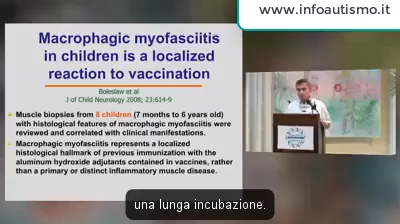 www.infoautismo.it
Macrophagic myofasciitis
in children is a localized
reaction to vaccination
Boleslaw et al
J of Child Neurology 2008; 23:614-9
Muscle biopsies from 8 children (7 months to 6 years old)
with histological features of macrophagic myofasciitis were
reviewed and correlated with clinical manifestations.
Macrophagic myofasciitis represents a localized
histological hallmark of previous immunization with the
aluminum hydroxide adjutants contained in vaccines, rather
than a primary or distinct inflammatory muscle disease.
una lunga incubazione.